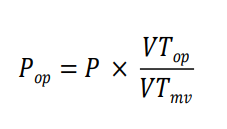 P_op = P × VT_op / VT_mv